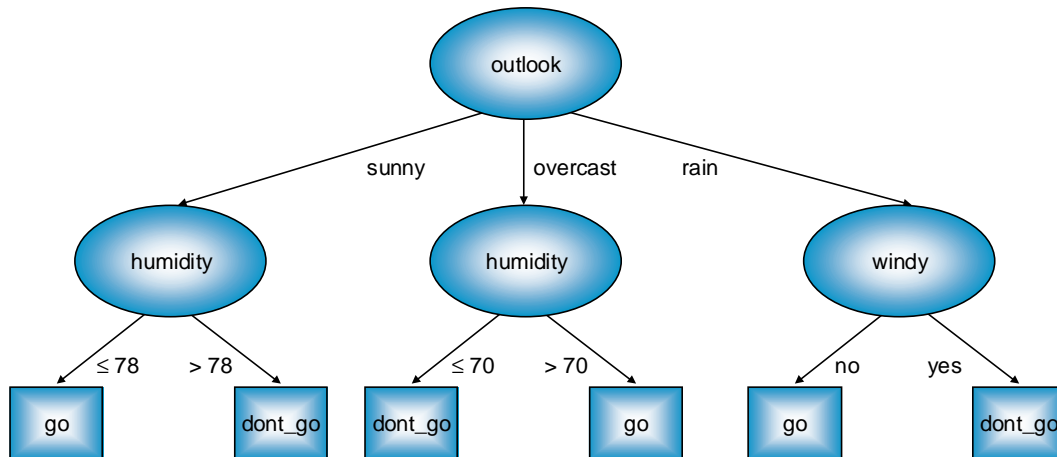 outlook
sunny
overcast
rain
humidity
humidity
windy
≤ 78
> 78
≤ 70
> 70
no
yes
go
dont_go
dont_go
go
go
dont_go